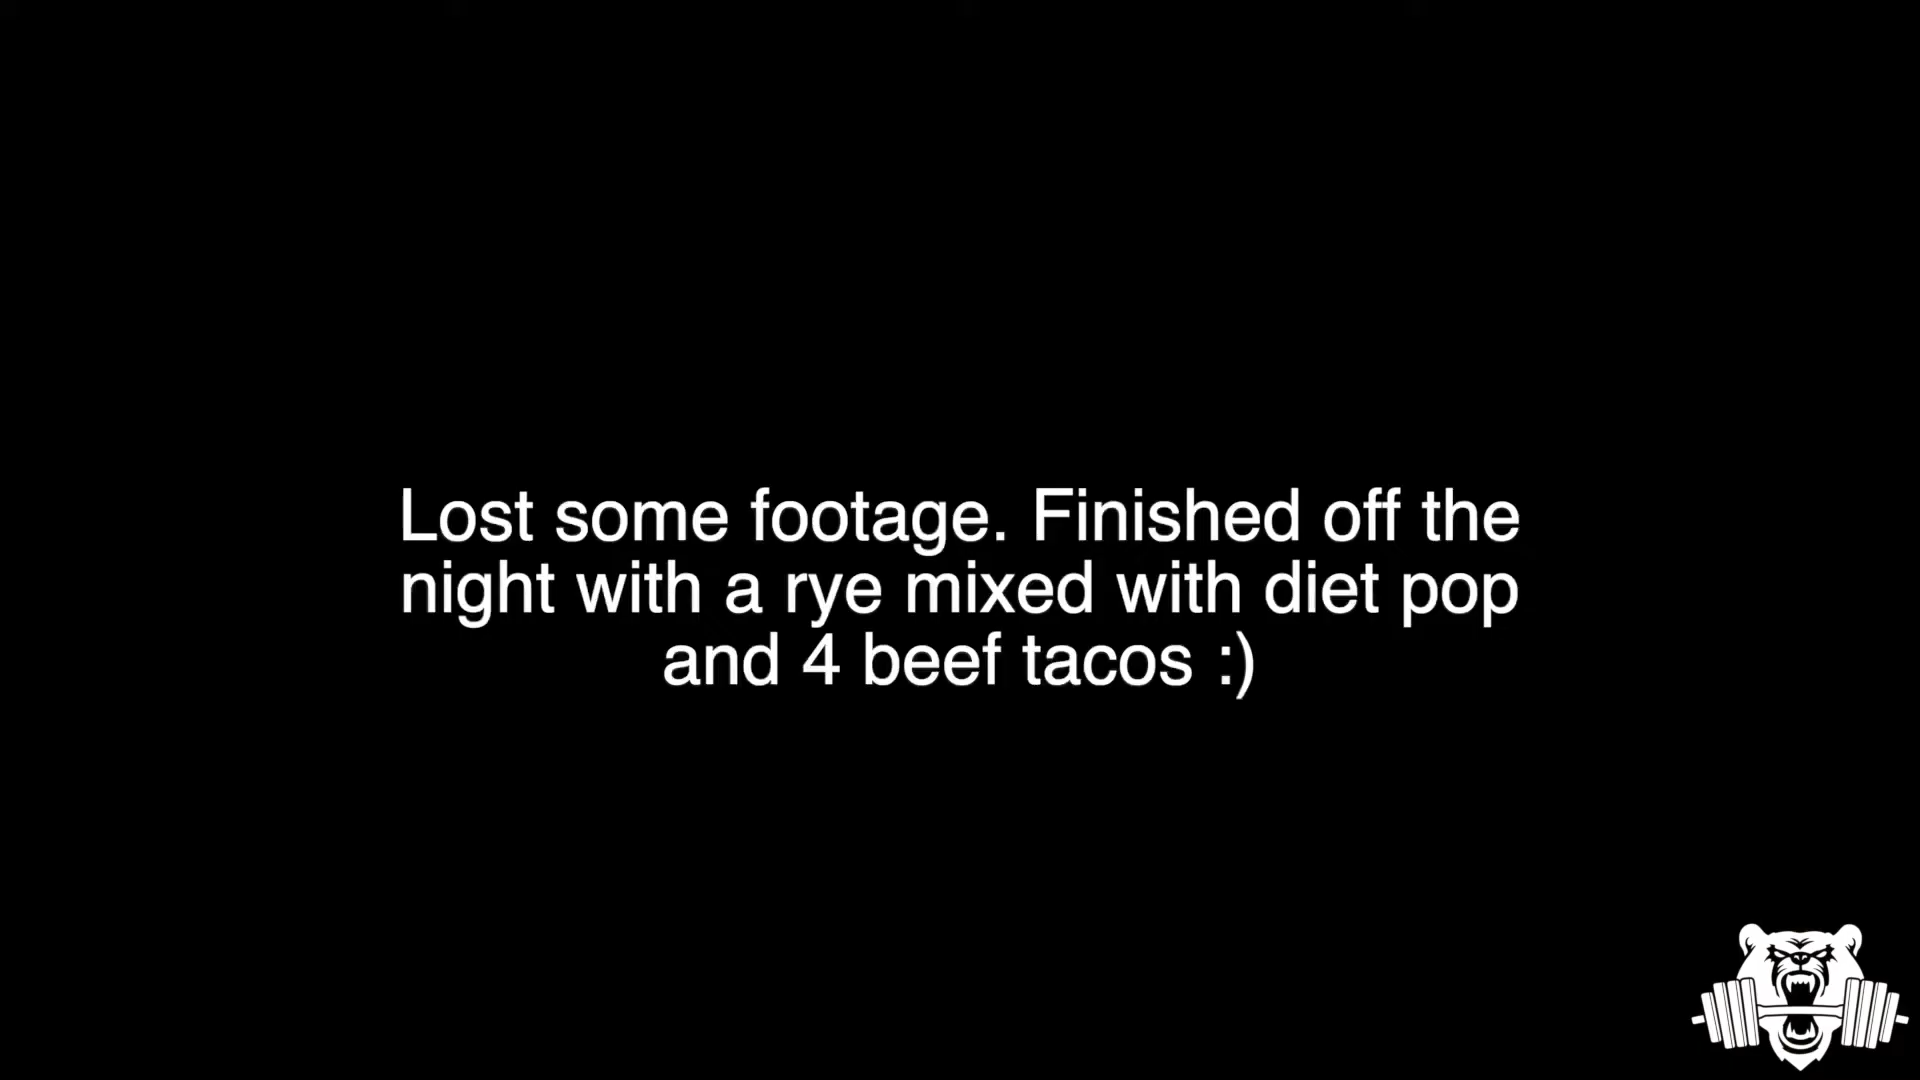 Lost some footage. Finished off the
night with a rye mixed with diet pop
and 4 beef tacos :)